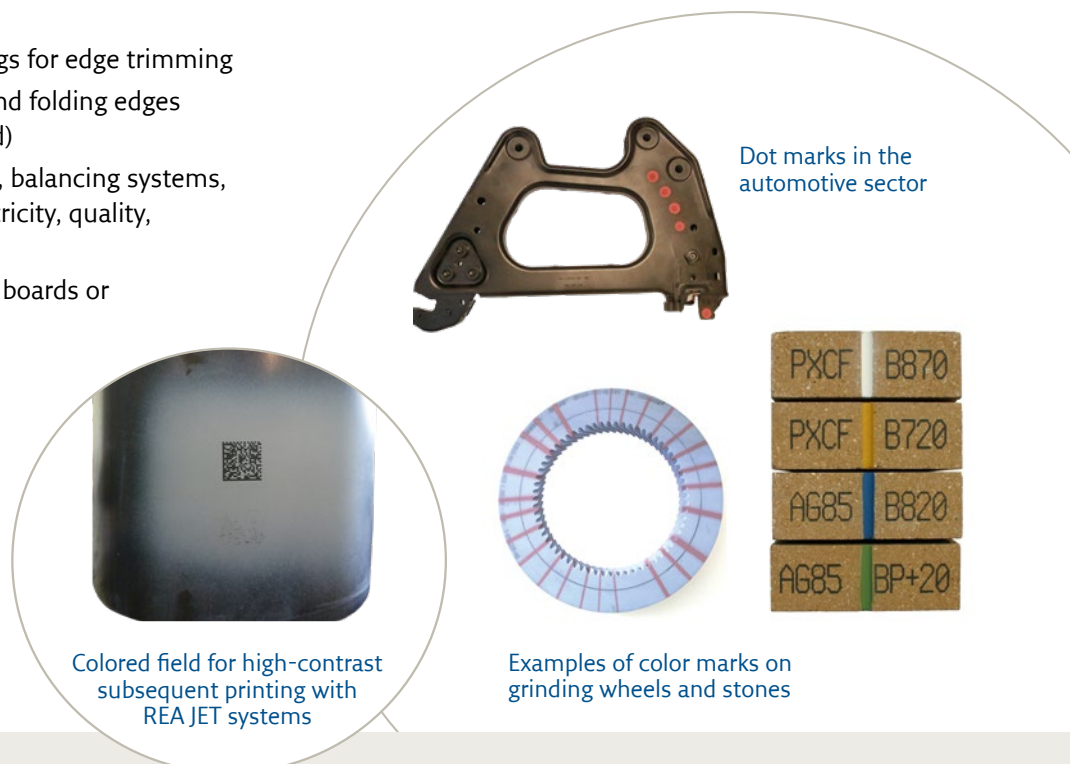 gs for edge trimming
nd folding edges
d)
, balancing systems,
ricity, quality,
boards or
Dot marks in the
automotive sector
PXCF B870
PXCF B720
AG85 B820
AG85 BP+20
Colored field for high-contrast
subsequent printing with
REA JET systems
Examples of color marks on
grinding wheels and stones